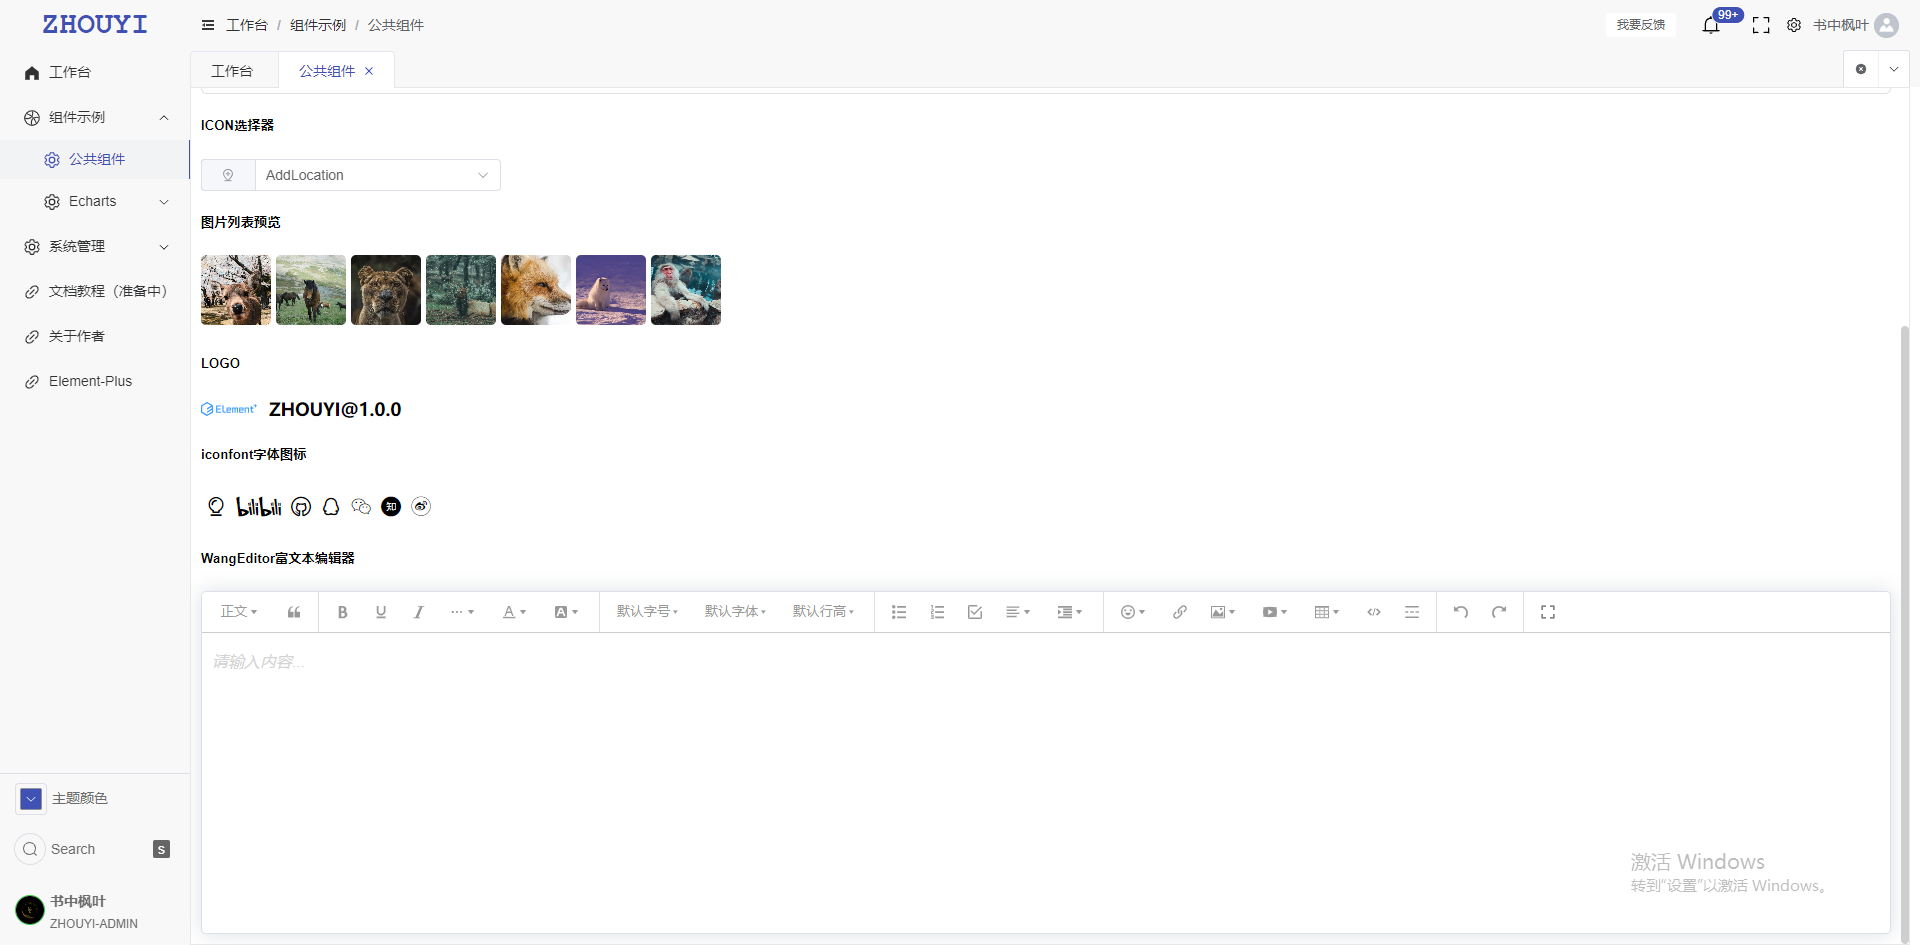 ZHOUYI
工作台 / 组件示例 / 公共组件
我要反馈
99+
书中枫叶
工作台
公共组件
工作台
组件示例
公共组件
Echarts
系统管理
文档教程（准备中）
关于作者
Element-Plus
ICON选择器
AddLocation
图片列表预览
LOGO
Element+ ZHOUYI@1.0.0
iconfont字体图标
bilibili 知
WangEditor富文本编辑器
正文 B U I A A 默认字号 默认字体 默认行高
请输入内容...
主题颜色
Search S
书中枫叶
ZHOUYI-ADMIN
激活 Windows
转到“设置”以激活 Windows。